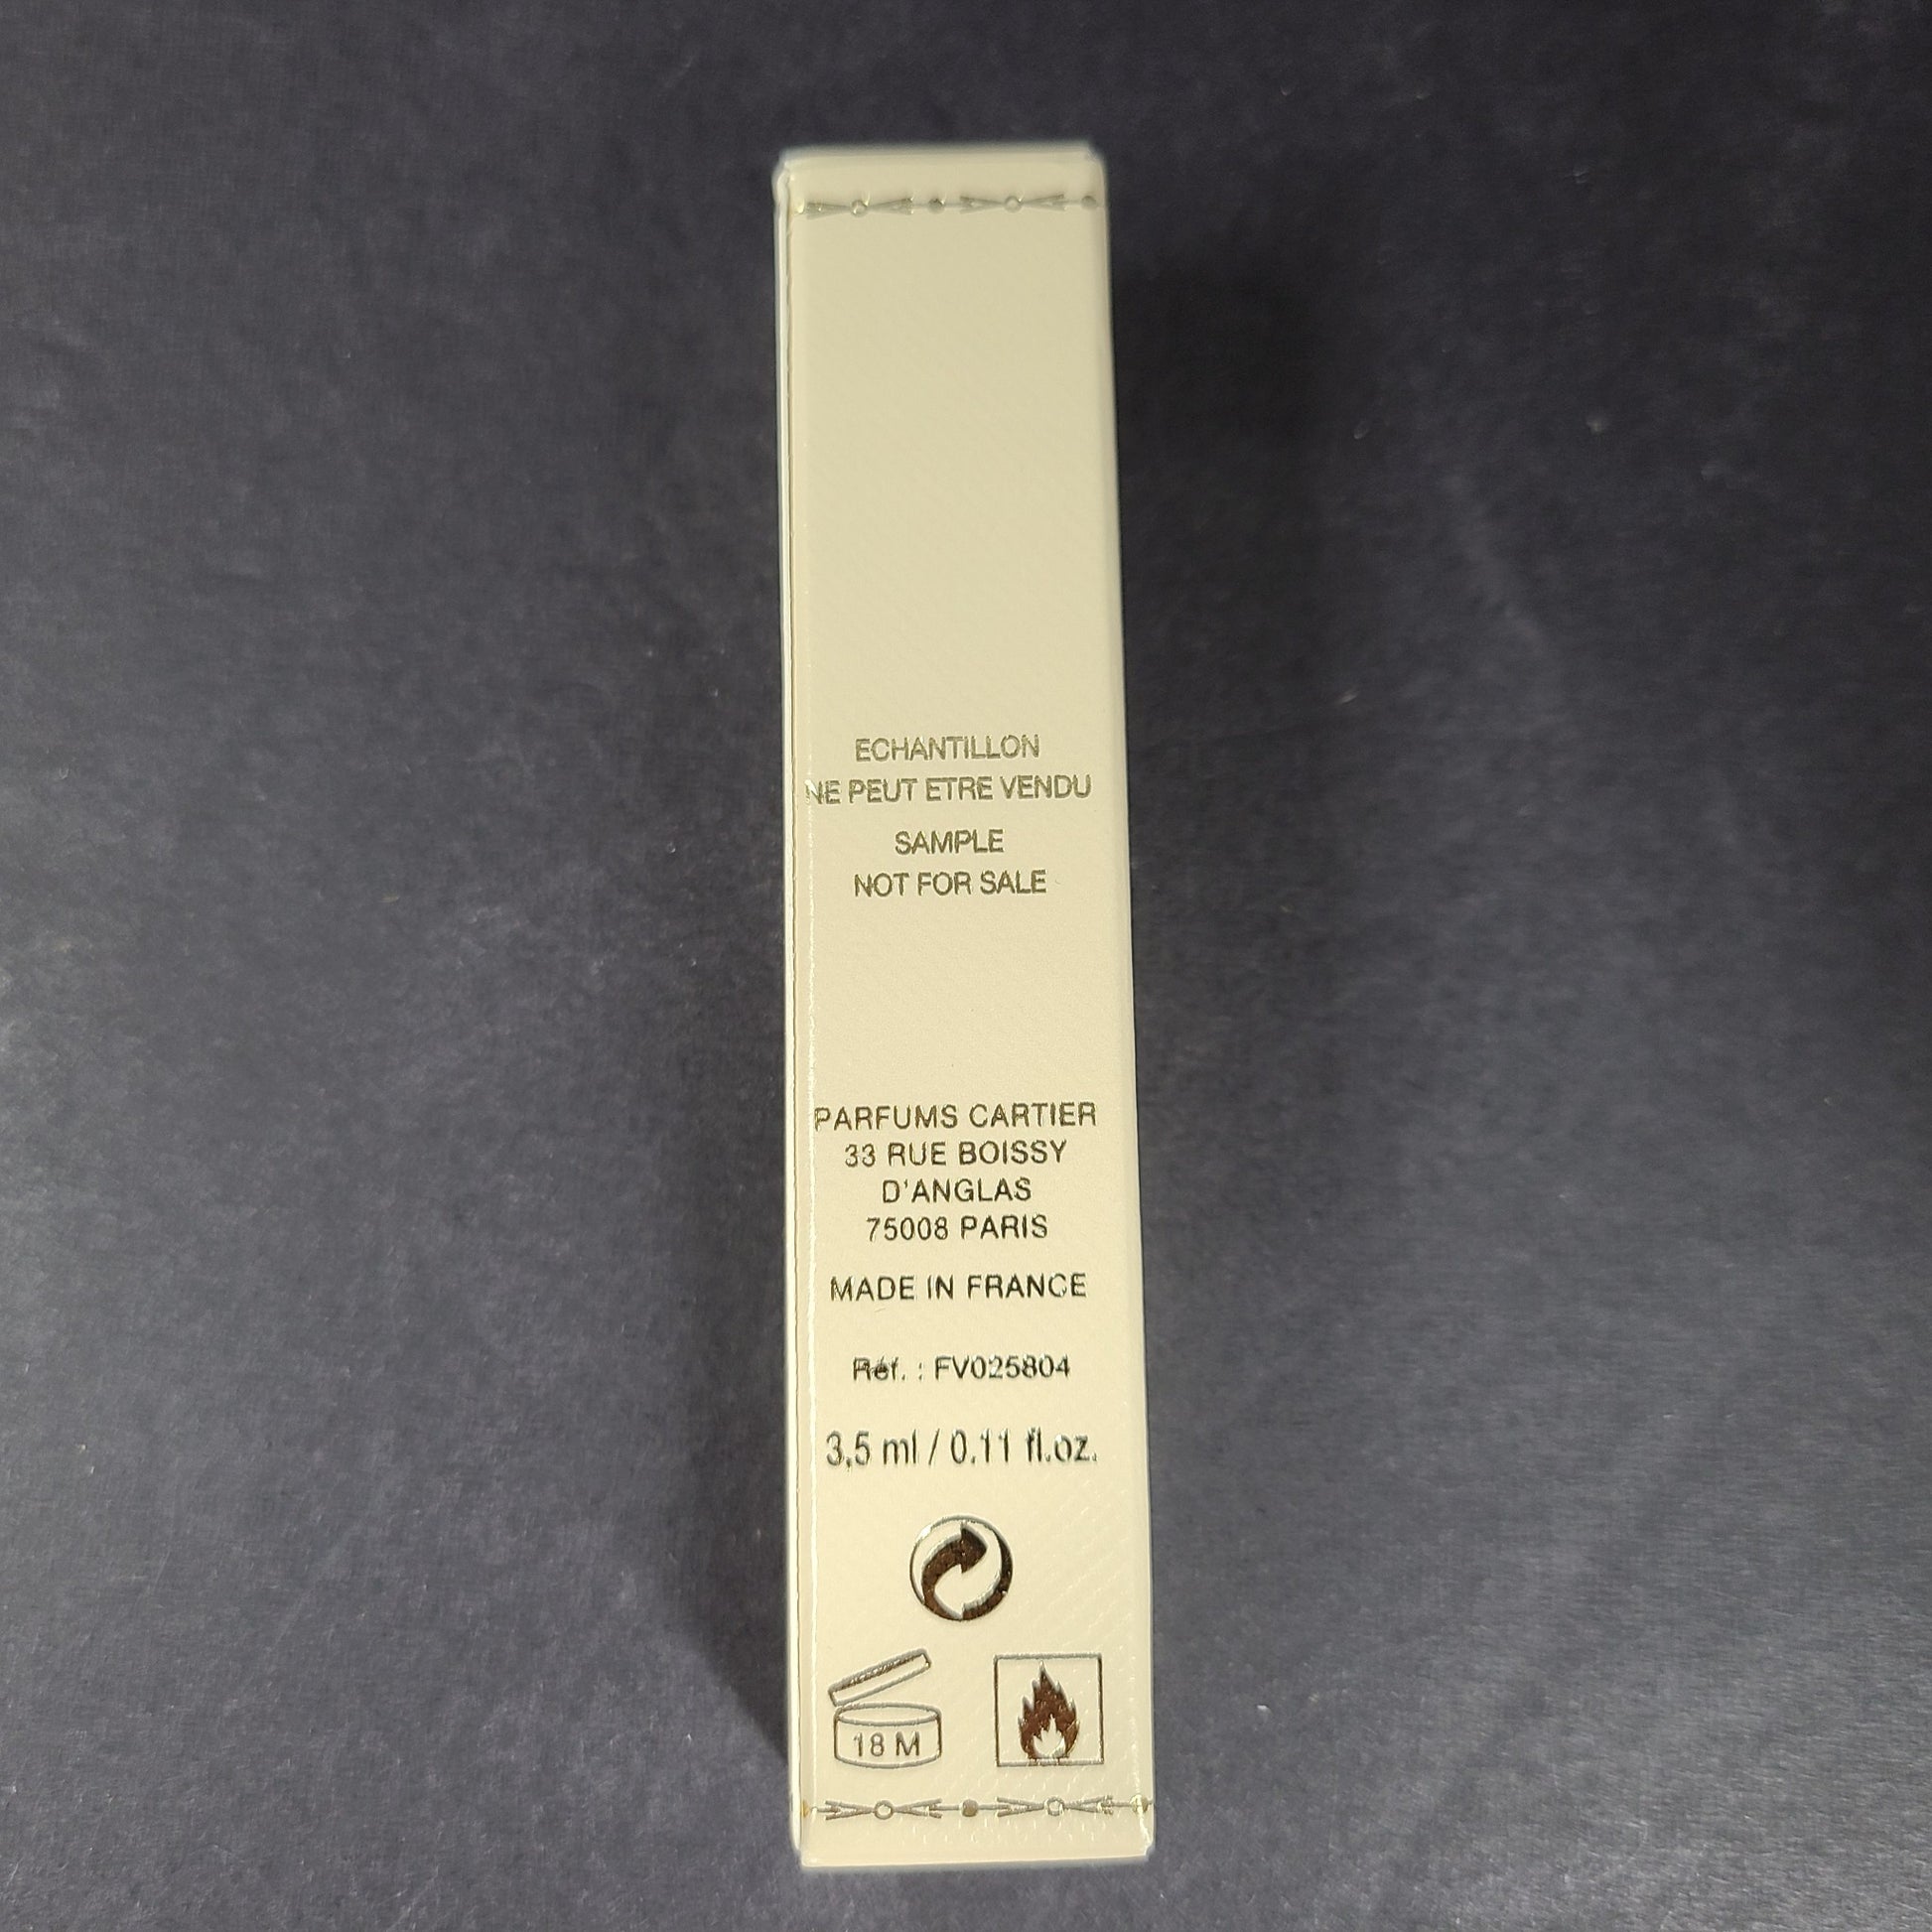 ECHANTILLON
NE PEUT ETRE VENDU
SAMPLE
NOT FOR SALE
PARFUMS CARTIER
33 RUE BOISSY
D'ANGLAS
75008 PARIS
MADE IN FRANCE
Réf. : FV025804
3,5 ml / 0.11 fl.oz.
18 M